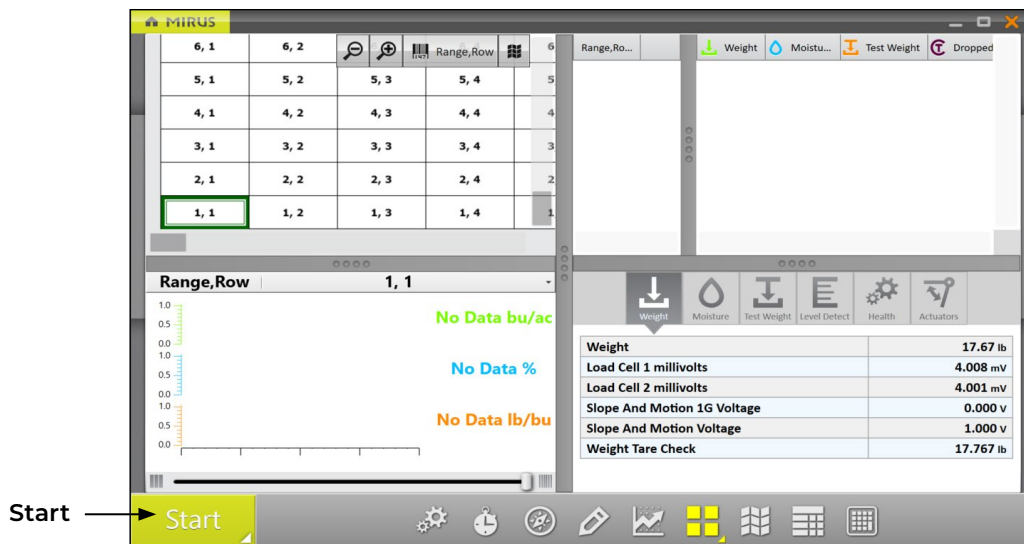 MIRUS
6, 1 6, 2 Range,Row 6
5, 1 5, 2 5, 3 5, 4 5
4, 1 4, 2 4, 3 4, 4 4
3, 1 3, 2 3, 3 3, 4 3
2, 1 2, 2 2, 3 2, 4 2
1, 1 1, 2 1, 3 1, 4 1
Range,Ro... Weight Moistu... Test Weight Dropped
Range,Row 1, 1
1.0
0.5
0.0
No Data bu/ac
1.0
0.5
0.0
No Data %
1.0
0.5
0.0
No Data lb/bu
Weight Moisture Test Weight Level Detect Health Actuators
Weight 17.67 lb
Load Cell 1 millivolts 4.008 mV
Load Cell 2 millivolts 4.001 mV
Slope And Motion 1G Voltage 0.000 V
Slope And Motion Voltage 1.000 V
Weight Tare Check 17.767 lb
Start
Start